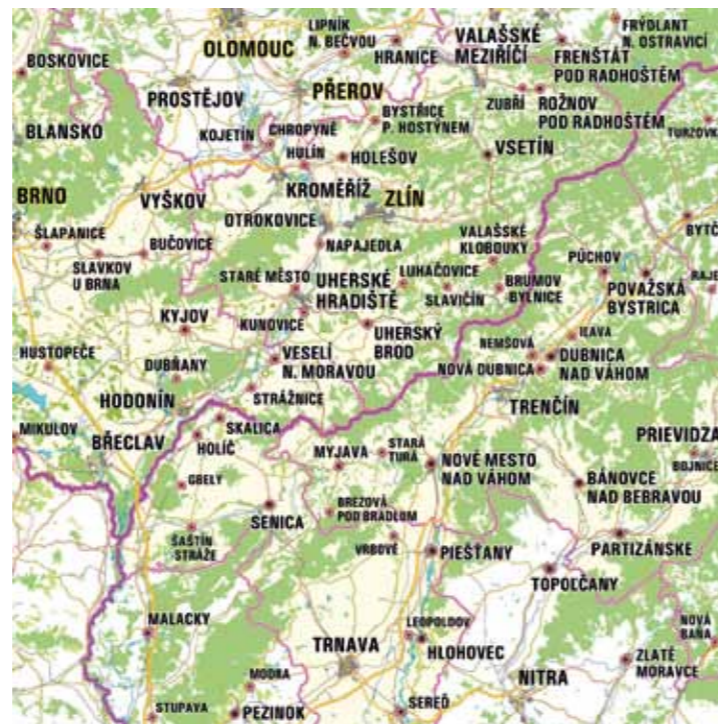 OLOMOUC
LIPNÍK
N. BEČVOU
HRANICE
VALAŠSKÉ
MEZIŘÍČÍ
FRÝDLANT
N. OSTRAVICÍ
FRENŠTÁT
POD RADHOŠTĚM
BOSKOVICE
PROSTĚJOV
PŘEROV
ZUBŘÍ
ROŽNOV
POD RADHOŠTĚM
BYSTŘICE
P. HOSTÝNEM
BLANSKO
KOJETÍN
CHROPYNĚ
HULÍN
HOLEŠOV
VSETÍN
TURZOVK
BRNO
VYŠKOV
KROMĚŘÍŽ
ZLÍN
OTROKOVICE
ŠLAPANICE
BUČOVICE
NAPAJEDLA
VALAŠSKÉ
KLOBOUKY
BYTČ
SLAVKOV
U BRNA
STARÉ MĚSTO
UHERSKÉ
HRADIŠTĚ
LUHAČOVICE
SLAVIČÍN
BRUMOV
BYLNICE
PÚCHOV
POVAŽSKÁ
BYSTRICA
RAJE
KYJOV
KUNOVICE
UHERSKÝ
BROD
ILAVA
NEMŠOVÁ
HUSTOPEČE
DUBŇANY
VESELÍ
N. MORAVOU
NOVÁ DUBNICA
DUBNICA
NAD VÁHOM
HODONÍN
STRÁŽNICE
TRENČÍN
MIKULOV
BŘECLAV
SKALICA
HOLÍČ
STARÁ
TURÁ
MYJAVA
PRIEVIDZA
BOJNICE
GBELY
NOVÉ MESTO
NAD VÁHOM
BÁNOVCE
NAD BEBRAVOU
SENICA
BREZOVÁ
POD BRADLOM
ŠAŠTÍN
STRÁŽE
VRBOVÉ
PIEŠŤANY
PARTIZÁNSKE
TOPOĽČANY
MALACKY
LEOPOLDOV
HLOHOVEC
TRNAVA
NOVÁ
BAŇA
ZLATÉ
MORAVCE
MODRA
NITRA
STUPAVA
PEZINOK
SEREĎ